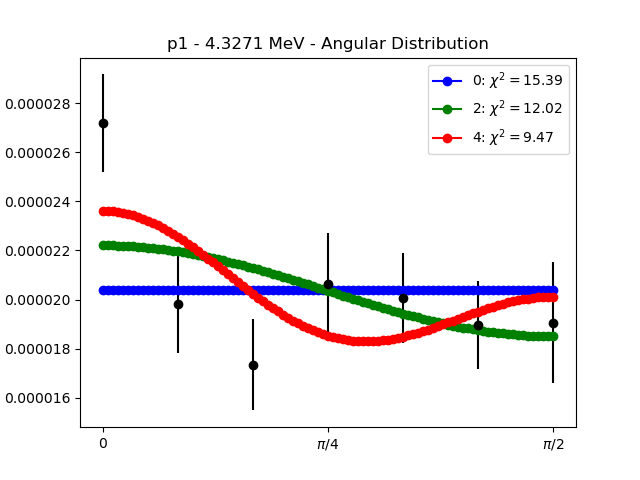 p1 - 4.3271 MeV - Angular Distribution
0: χ² = 15.39
2: χ² = 12.02
4: χ² = 9.47
0.000028
0.000026
0.000024
0.000022
0.000020
0.000018
0.000016
0 π/4 π/2